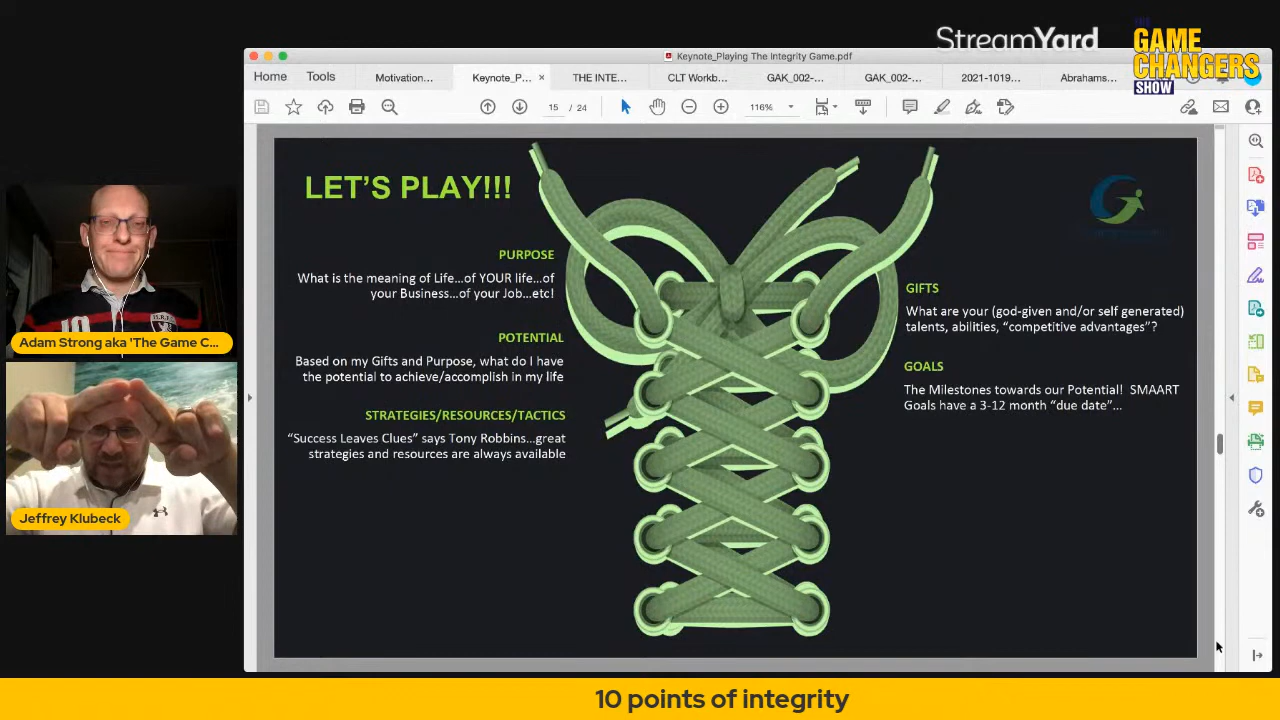 StreamYard
THE
GAME
CHANGERS
SHOW
Keynote_Playing The Integrity Game.pdf
Home
Tools
Motivation...
Keynote_P...
×
THE INTE...
CLT Workb...
GAK_002-...
GAK_002-...
2021-1019...
Abrahams...
15 / 24
116%
LET’S PLAY!!!
PURPOSE
What is the meaning of Life...of YOUR life...of
your Business...of your Job...etc!
POTENTIAL
Based on my Gifts and Purpose, what do I have
the potential to achieve/accomplish in my life
STRATEGIES/RESOURCES/TACTICS
“Success Leaves Clues” says Tony Robbins...great
strategies and resources are always available
GIFTS
What are your (god-given and/or self generated)
talents, abilities, “competitive advantages”?
GOALS
The Milestones towards our Potential! SMAART
Goals have a 3-12 month “due date”...
Adam Strong aka 'The Game C...
Jeffrey Klubeck
10 points of integrity